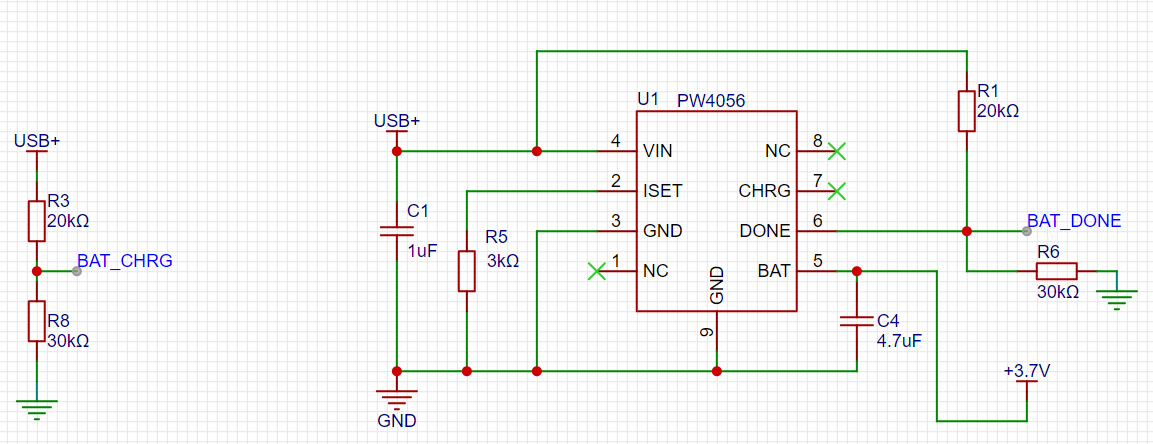 U1 PW4056
R1
20kΩ
USB+
USB+
4 VIN
NC 8
2 ISET
CHRG 7
R3
20kΩ
C1
1uF
3 GND
DONE 6
BAT_DONE
R5
3kΩ
BAT_CHRG
1 NC
BAT 5
R6
30kΩ
GND
9
R8
30kΩ
C4
4.7uF
+3.7V
GND